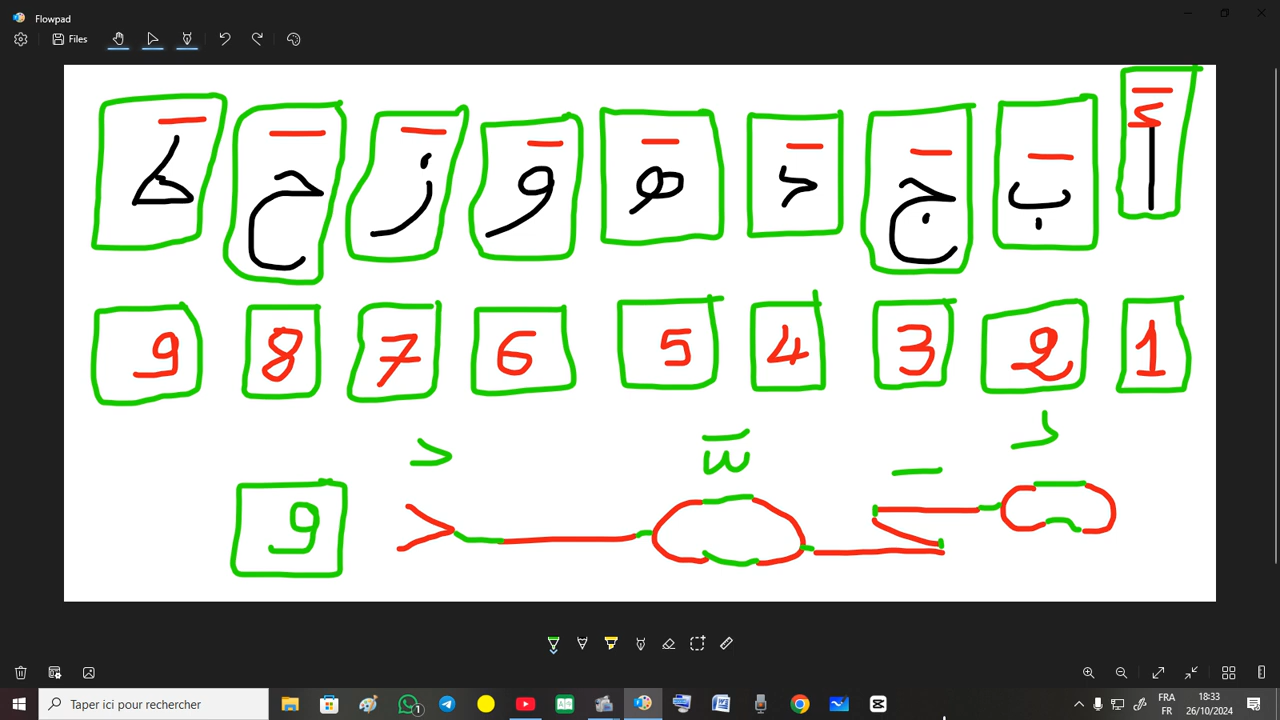 Flowpad
Files
أَ بَ جَ دَ هَ وَ زَ حَ طَ
1 2 3 4 5 6 7 8 9
9
Taper ici pour rechercher
1
FRA
FR
18:33
26/10/2024